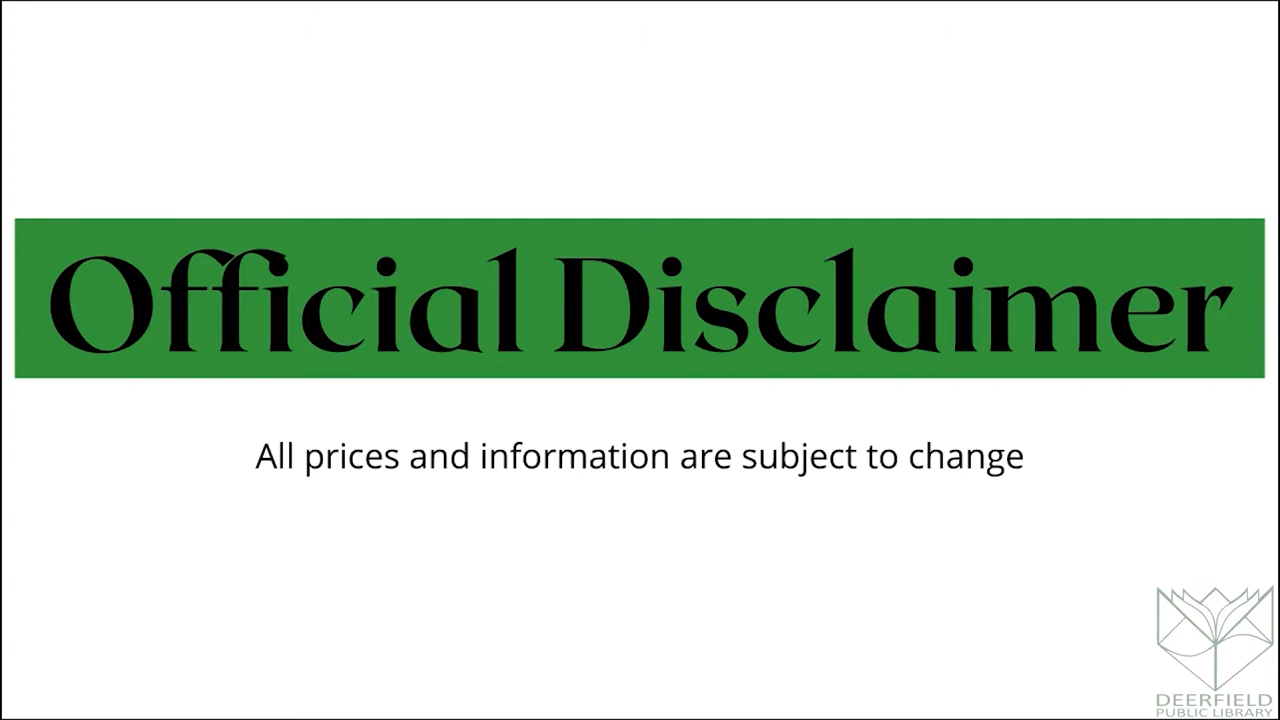 Official Disclaimer
All prices and information are subject to change
DEERFIELD
PUBLIC LIBRARY